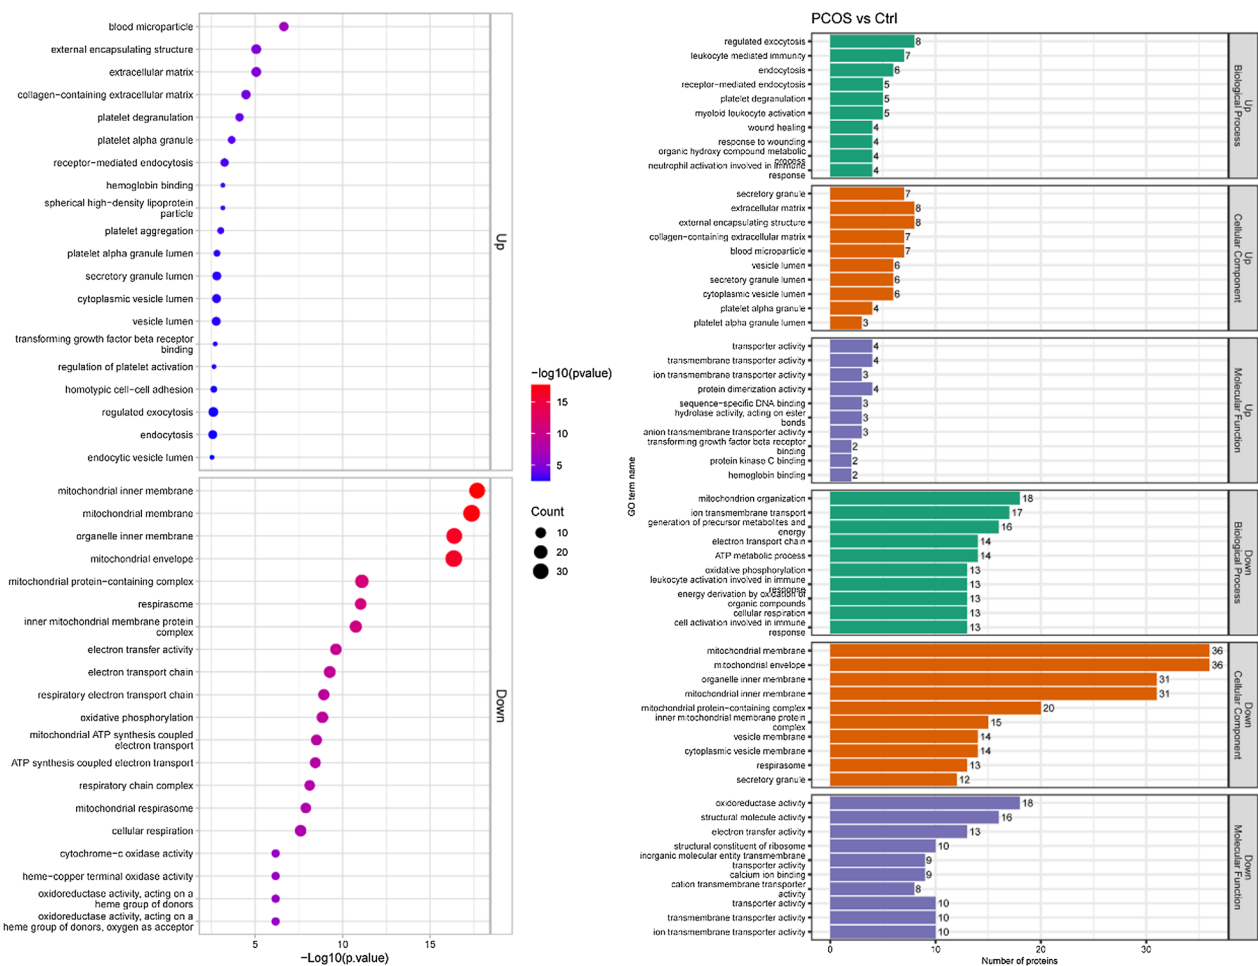 blood microparticle
external encapsulating structure
extracellular matrix
collagen-containing extracellular matrix
platelet degranulation
platelet alpha granule
receptor-mediated endocytosis
hemoglobin binding
spherical high-density lipoprotein
particle
platelet aggregation
platelet alpha granule lumen
secretory granule lumen
cytoplasmic vesicle lumen
vesicle lumen
transforming growth factor beta receptor
binding
regulation of platelet activation
homotypic cell-cell adhesion
regulated exocytosis
endocytosis
endocytic vesicle lumen
Up
mitochondrial inner membrane
mitochondrial membrane
organelle inner membrane
mitochondrial envelope
mitochondrial protein-containing complex
respirasome
inner mitochondrial membrane protein
complex
electron transfer activity
electron transport chain
respiratory electron transport chain
oxidative phosphorylation
mitochondrial ATP synthesis coupled
electron transport
ATP synthesis coupled electron transport
respiratory chain complex
mitochondrial respirasome
cellular respiration
cytochrome-c oxidase activity
heme-copper terminal oxidase activity
oxidoreductase activity, acting on a
heme group of donors
oxidoreductase activity, acting on a
heme group of donors, oxygen as acceptor
Down
5 10 15
-Log10(p.value)
-log10(pvalue)
15
10
5
Count
10
20
30
PCOS vs Ctrl
GO term name
regulated exocytosis 8
leukocyte mediated immunity 7
endocytosis 6
receptor-mediated endocytosis 5
platelet degranulation 5
myeloid leukocyte activation 5
wound healing 4
response to wounding 4
organic hydroxy compound metabolic
process 4
neutrophil activation involved in immune
response 4
Up
Biological Process
secretory granule 7
extracellular matrix 8
external encapsulating structure 8
collagen-containing extracellular matrix 7
blood microparticle 7
vesicle lumen 6
secretory granule lumen 6
cytoplasmic vesicle lumen 6
platelet alpha granule 4
platelet alpha granule lumen 3
Up
Cellular Component
transporter activity 4
transmembrane transporter activity 4
ion transmembrane transporter activity 3
protein dimerization activity 4
sequence-specific DNA binding 3
hydrolase activity, acting on ester
bonds 3
anion transmembrane transporter activity 3
transforming growth factor beta receptor
binding 2
protein kinase C binding 2
hemoglobin binding 2
Up
Molecular Function
mitochondrion organization 18
ion transmembrane transport 17
generation of precursor metabolites and
energy 16
electron transport chain 14
ATP metabolic process 14
oxidative phosphorylation 13
leukocyte activation involved in immune
response 13
energy derivation by oxidation of
organic compounds 13
cellular respiration 13
cell activation involved in immune
response 13
Down
Biological Process
mitochondrial membrane 36
mitochondrial envelope 36
organelle inner membrane 31
mitochondrial inner membrane 31
mitochondrial protein-containing complex 20
inner mitochondrial membrane protein
complex 15
vesicle membrane 14
cytoplasmic vesicle membrane 14
respirasome 13
secretory granule 12
Down
Cellular Component
oxidoreductase activity 18
structural molecule activity 16
electron transfer activity 13
structural constituent of ribosome 10
inorganic molecular entity transmembrane
transporter activity 9
calcium ion binding 9
cation transmembrane transporter
activity 8
transporter activity 10
transmembrane transporter activity 10
ion transmembrane transporter activity 10
Down
Molecular Function
0 10 20 30
Number of proteins